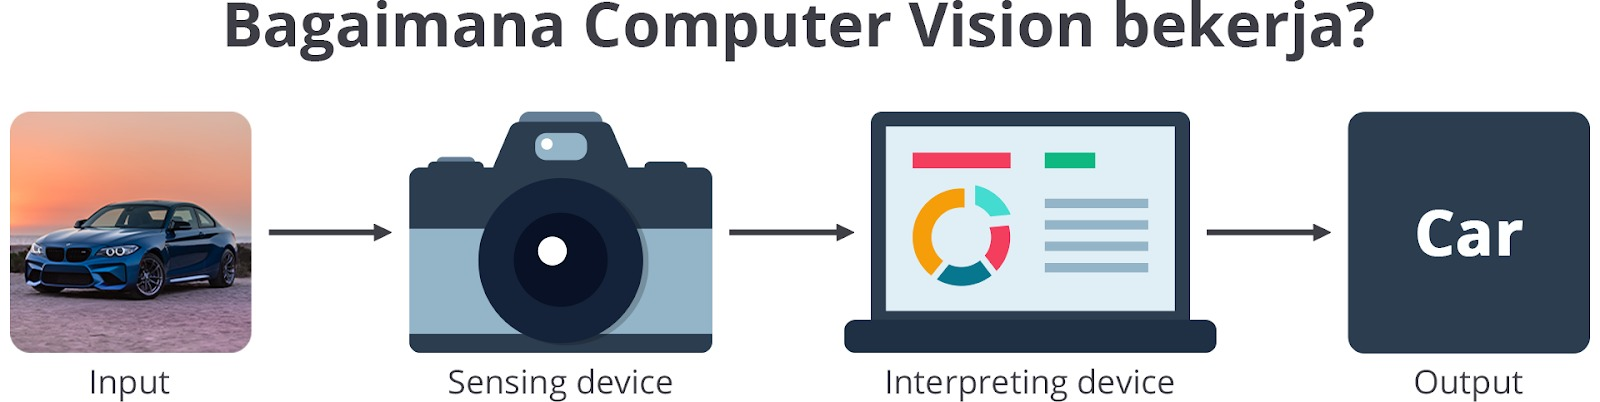 Bagaimana Computer Vision bekerja?
Car
Input
Sensing device
Interpreting device
Output